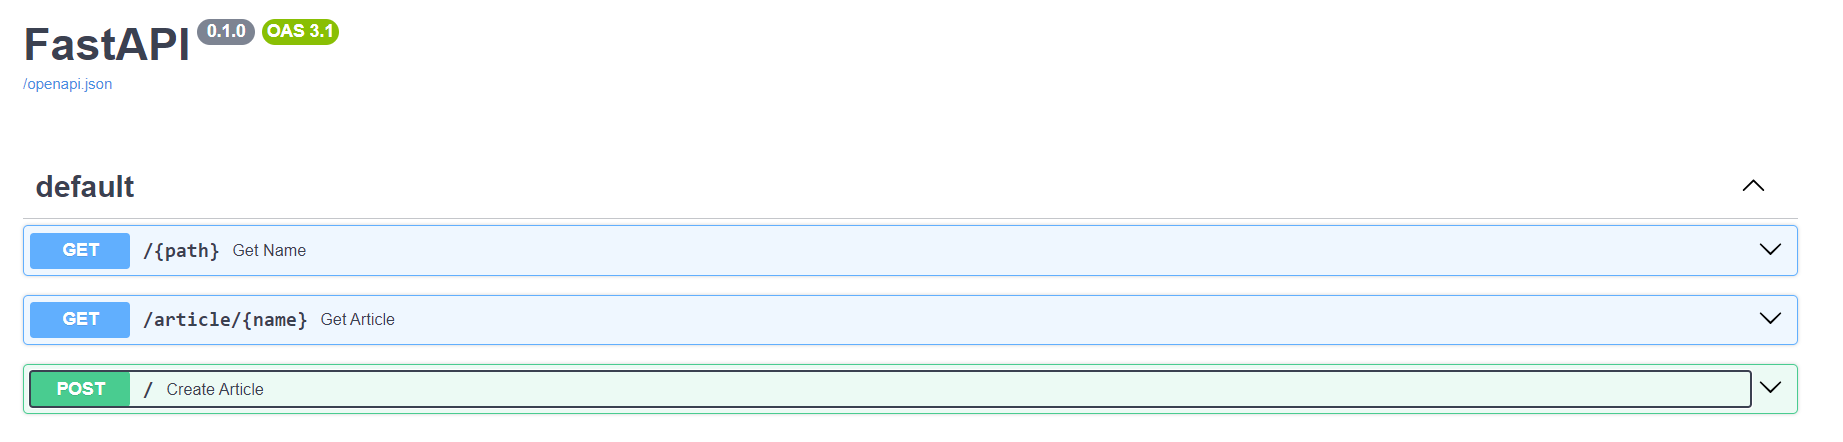 FastAPI 0.1.0 OAS 3.1
/openapi.json
default
GET /{path} Get Name
GET /article/{name} Get Article
POST / Create Article